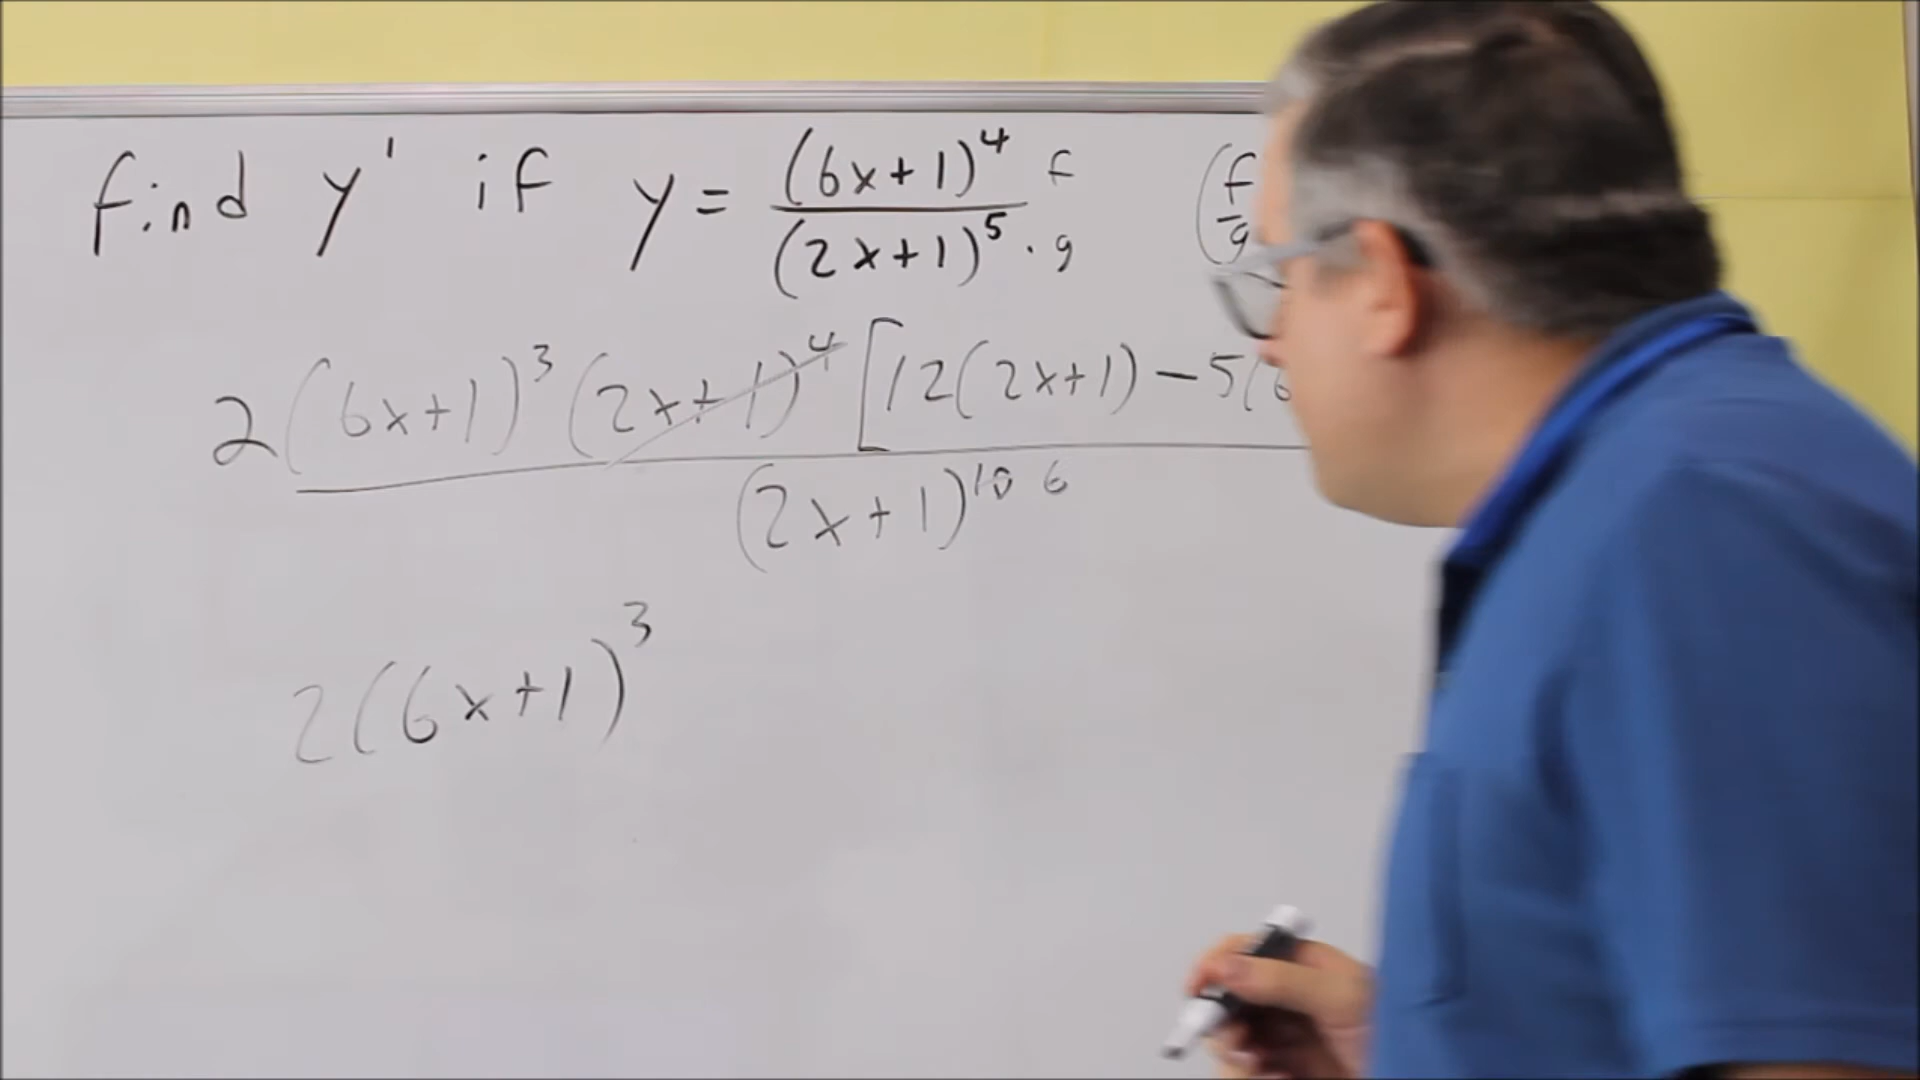 find y' if y = (6x+1)^4 f (f
(2x+1)^5 . g g
2(6x+1)^3 (2x+1)^4 [12(2x+1) - 5(6
(2x+1)^10 6
2(6x+1)^3